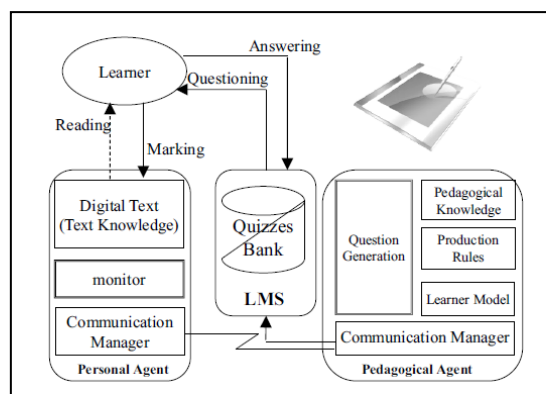 Answering
Learner
Questioning
Reading
Marking
Digital Text
(Text Knowledge)
monitor
Communication
Manager
Personal Agent
Quizzes
Bank
LMS
Question
Generation
Pedagogical
Knowledge
Production
Rules
Learner Model
Communication Manager
Pedagogical Agent